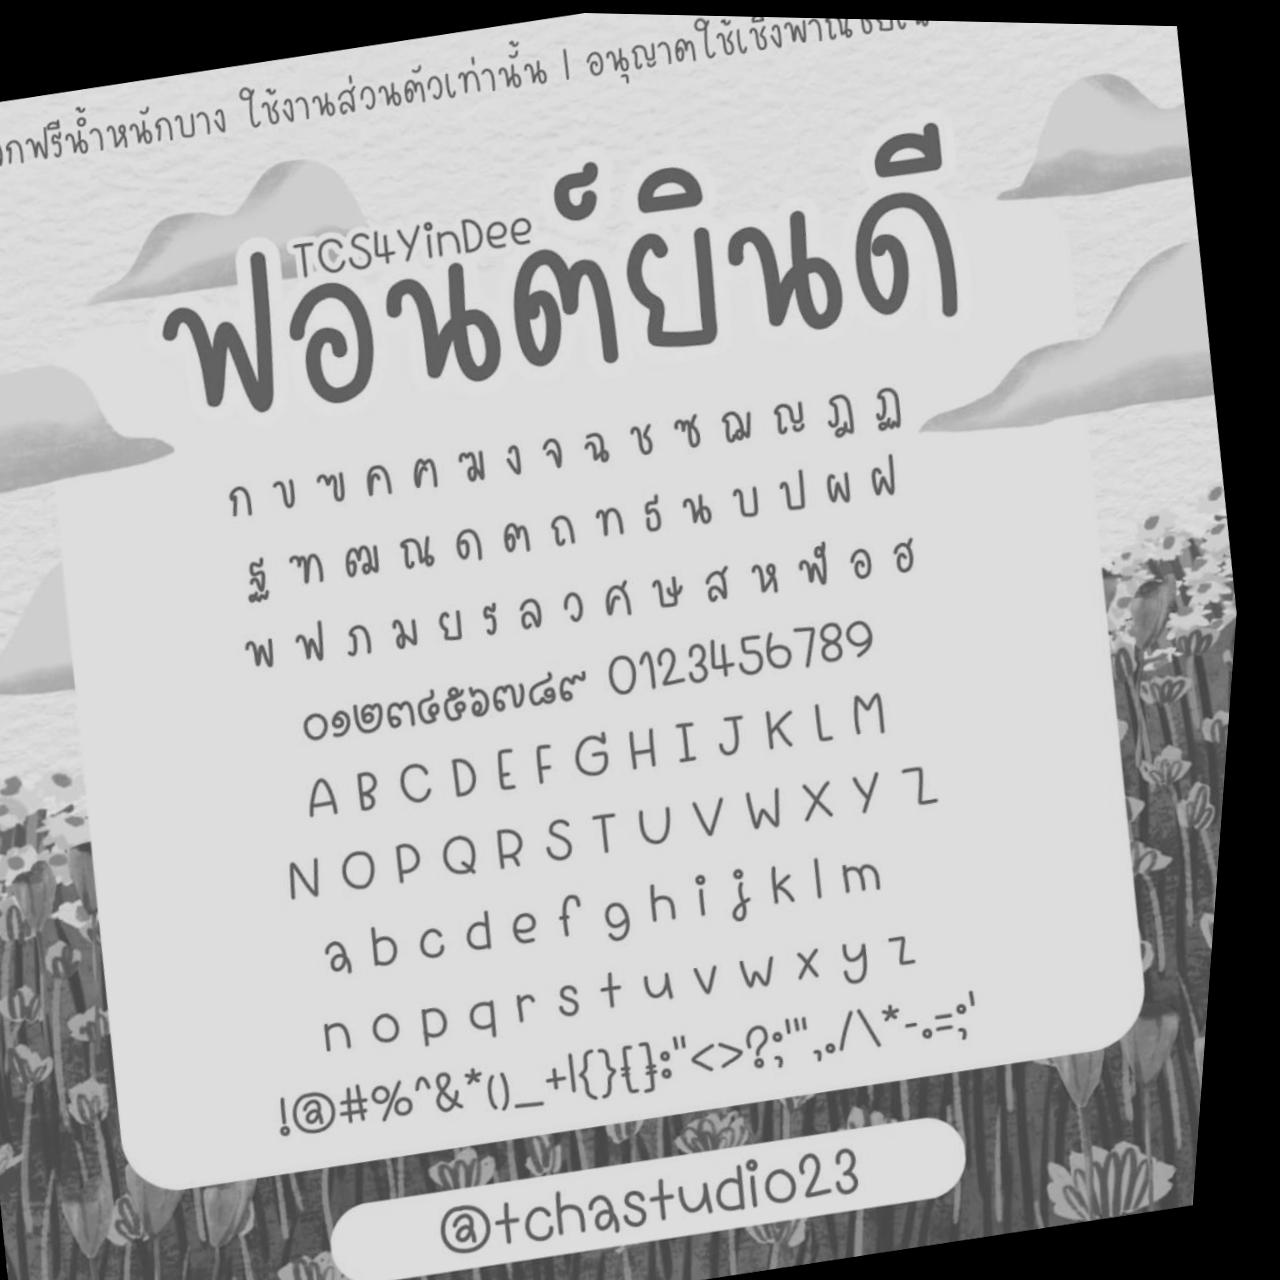 แจกฟรีน้ำหนักบาง ใช้งานส่วนตัวเท่านั้น | อนุญาตใช้เชิงพาณิชย์
TCS4YinDee
ฟอนต์ยินดี
ก ข ฃ ค ฅ ฆ ง จ ฉ ช ซ ฌ ญ ฎ ฏ
ฐ ฑ ฒ ณ ด ต ถ ท ธ น บ ป ผ ฝ
พ ฟ ภ ม ย ร ล ว ศ ษ ส ห ฬ อ ฮ
๐๑๒๓๔๕๖๗๘๙ 0123456789
A B C D E F G H I J K L M
N O P Q R S T U V W X Y Z
a b c d e f g h i j k l m
n o p q r s t u v w x y z
!@#%^&*()_+|{}[]:"<>?;'",./\*-.=;'
@tchastudio23